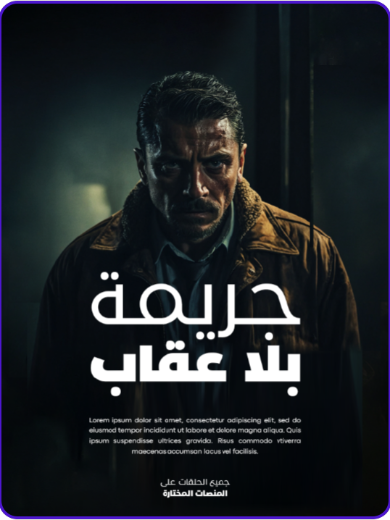 جريمة
بلا عقاب
Lorem ipsum dolor sit amet, consectetur adipiscing elit, sed do
eiusmod tempor incididunt ut labore et dolore magna aliqua. Quis
ipsum suspendisse ultrices gravida. Risus commodo rtiverra
maecenas accumsan lacus vel facilisis.
جميع الحلقات على
المنصات المختارة